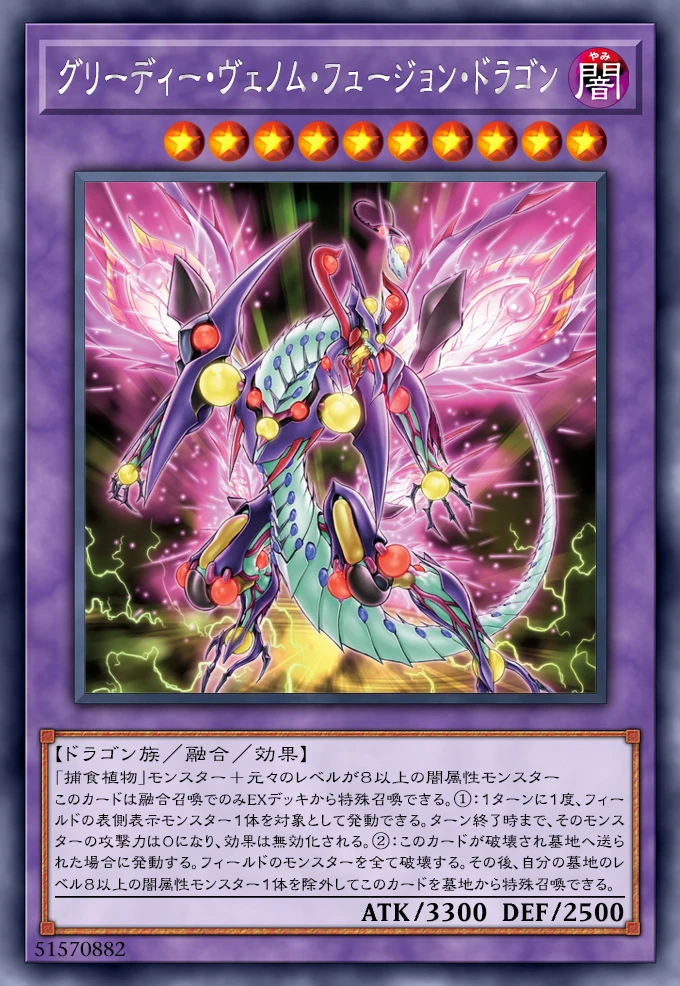 グリーディー・ヴェノム・フュージョン・ドラゴン
やみ
闇
【ドラゴン族／融合／効果】
「捕食植物」モンスター＋元々のレベルが８以上の闇属性モンスター
このカードは融合召喚でのみEXデッキから特殊召喚できる。①：1ターンに1度、フィー
ルドの表側表示モンスター1体を対象として発動できる。ターン終了時まで、そのモンス
ターの攻撃力は０になり、効果は無効化される。②：このカードが破壊され墓地へ送ら
れた場合に発動する。フィールドのモンスターを全て破壊する。その後、自分の墓地のレ
ベル８以上の闇属性モンスター1体を除外してこのカードを墓地から特殊召喚できる。
ATK/3300 DEF/2500
51570882